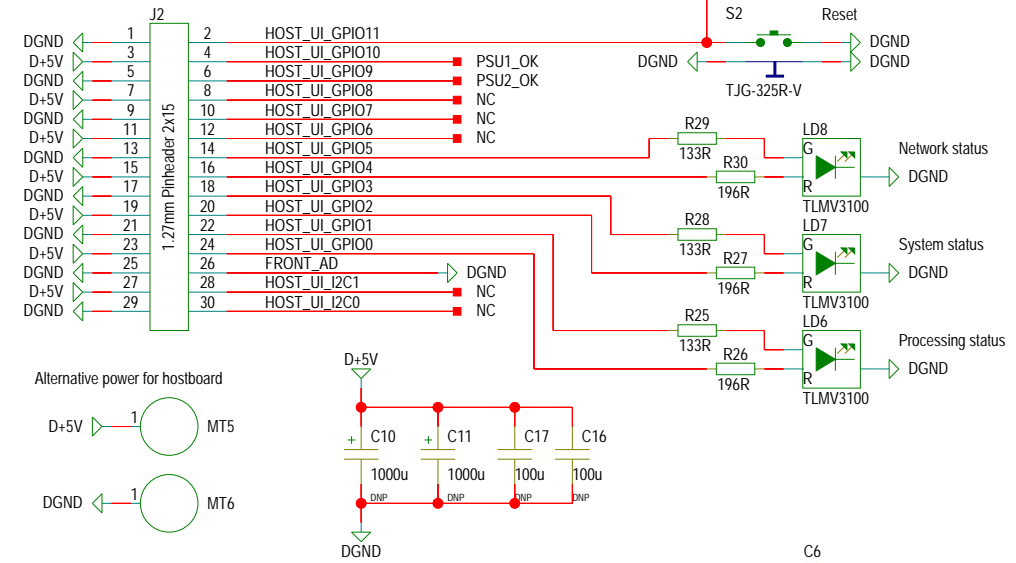 J2
S2 Reset
DGND 1 2 HOST_UI_GPIO11 DGND
D+5V 3 4 HOST_UI_GPIO10 PSU1_OK DGND DGND
DGND 5 6 HOST_UI_GPIO9 PSU2_OK
D+5V 7 8 HOST_UI_GPIO8 NC TJG-325R-V
DGND 9 10 HOST_UI_GPIO7 NC
D+5V 11 12 HOST_UI_GPIO6 NC
DGND 13 14 HOST_UI_GPIO5
D+5V 15 16 HOST_UI_GPIO4
DGND 17 18 HOST_UI_GPIO3
D+5V 19 20 HOST_UI_GPIO2
DGND 21 22 HOST_UI_GPIO1
D+5V 23 24 HOST_UI_GPIO0
DGND 25 26 FRONT_AD DGND
D+5V 27 28 HOST_UI_I2C1 NC
DGND 29 30 HOST_UI_I2C0 NC
1.27mm Pinheader 2x15
R29 LD8
133R G Network status
R30 DGND
196R R
TLMV3100
R28 LD7
133R G System status
R27 DGND
196R R
TLMV3100
R25 LD6
133R G Processing status
R26 DGND
196R R
TLMV3100
Alternative power for hostboard
D+5V 1 MT5
DGND 1 MT6
D+5V
+ C10 + C11 C17 C16
1000u 1000u 100u 100u
DNP DNP DNP DNP
DGND
C6